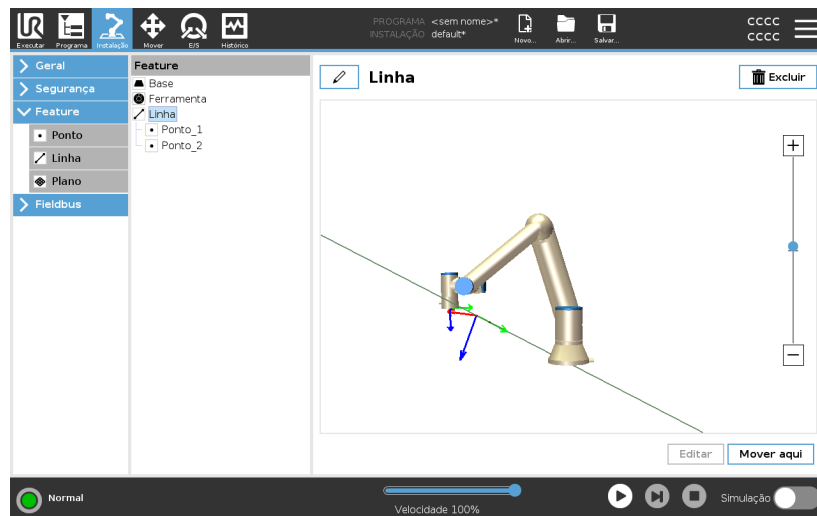 UR
Executar
Programa
Instalação
Mover
E/S
Histórico
PROGRAMA <sem nome>*
INSTALAÇÃO default*
Novo...
Abrir...
Salvar...
CCCC
CCCC
Geral
Segurança
Feature
Ponto
Linha
Plano
Fieldbus
Feature
Base
Ferramenta
Linha
Ponto_1
Ponto_2
Linha
Excluir
Editar
Mover aqui
Normal
Velocidade 100%
Simulação